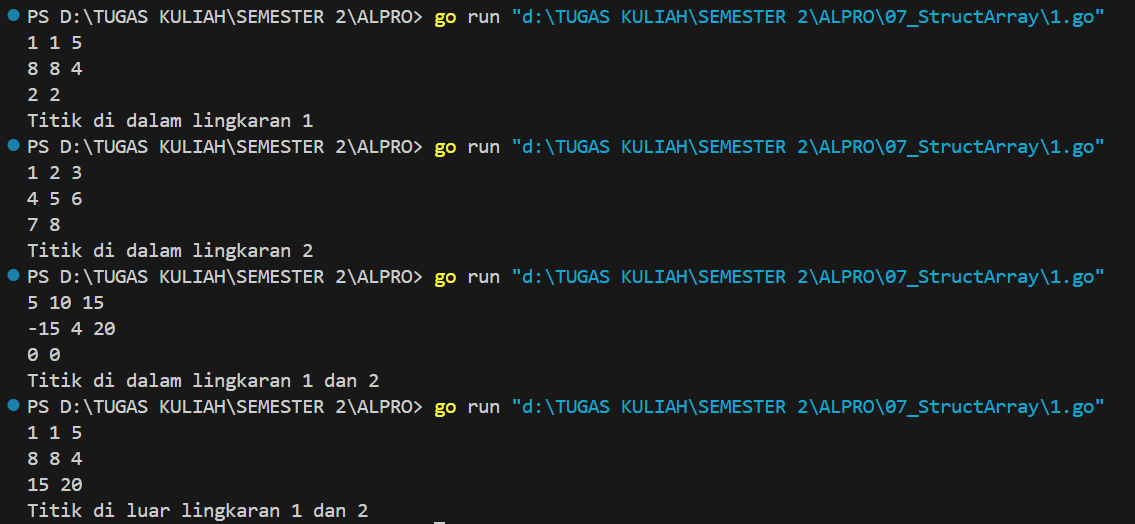 PS D:\TUGAS KULIAH\SEMESTER 2\ALPRO> go run "d:\TUGAS KULIAH\SEMESTER 2\ALPRO\07_StructArray\1.go"
1 1 5
8 8 4
2 2
Titik di dalam lingkaran 1
PS D:\TUGAS KULIAH\SEMESTER 2\ALPRO> go run "d:\TUGAS KULIAH\SEMESTER 2\ALPRO\07_StructArray\1.go"
1 2 3
4 5 6
7 8
Titik di dalam lingkaran 2
PS D:\TUGAS KULIAH\SEMESTER 2\ALPRO> go run "d:\TUGAS KULIAH\SEMESTER 2\ALPRO\07_StructArray\1.go"
5 10 15
-15 4 20
0 0
Titik di dalam lingkaran 1 dan 2
PS D:\TUGAS KULIAH\SEMESTER 2\ALPRO> go run "d:\TUGAS KULIAH\SEMESTER 2\ALPRO\07_StructArray\1.go"
1 1 5
8 8 4
15 20
Titik di luar lingkaran 1 dan 2